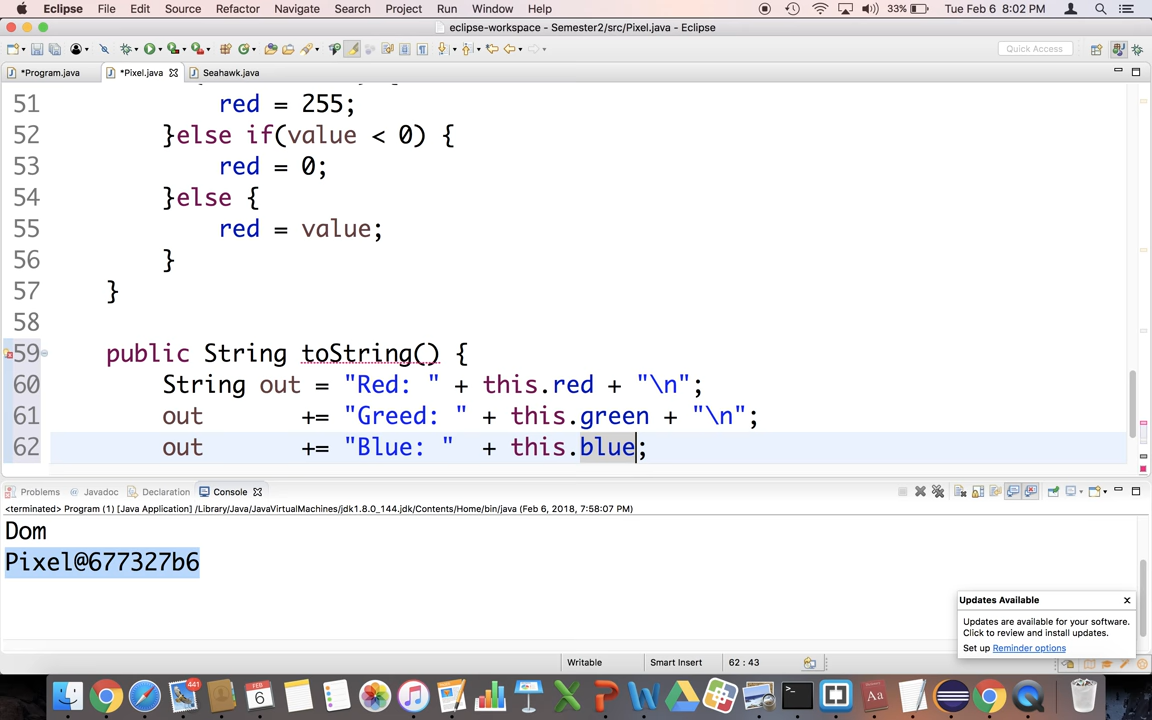 Eclipse File Edit Source Refactor Navigate Search Project Run Window Help 33% Tue Feb 6 8:02 PM
eclipse-workspace - Semester2/src/Pixel.java - Eclipse
Quick Access
*Program.java *Pixel.java Seahawk.java
51 red = 255;
52 }else if(value < 0) {
53 red = 0;
54 }else {
55 red = value;
56 }
57 }
58
59 public String toString() {
60 String out = "Red: " + this.red + "\n";
61 out += "Greed: " + this.green + "\n";
62 out += "Blue: " + this.blue;
Problems Javadoc Declaration Console
<terminated> Program (1) [Java Application] /Library/Java/JavaVirtualMachines/jdk1.8.0_144.jdk/Contents/Home/bin/java (Feb 6, 2018, 7:58:07 PM)
Dom
Pixel@677327b6
Updates Available
Updates are available for your software.
Click to review and install updates.
Set up Reminder options
Writable Smart Insert 62 : 43
441
FEB
6